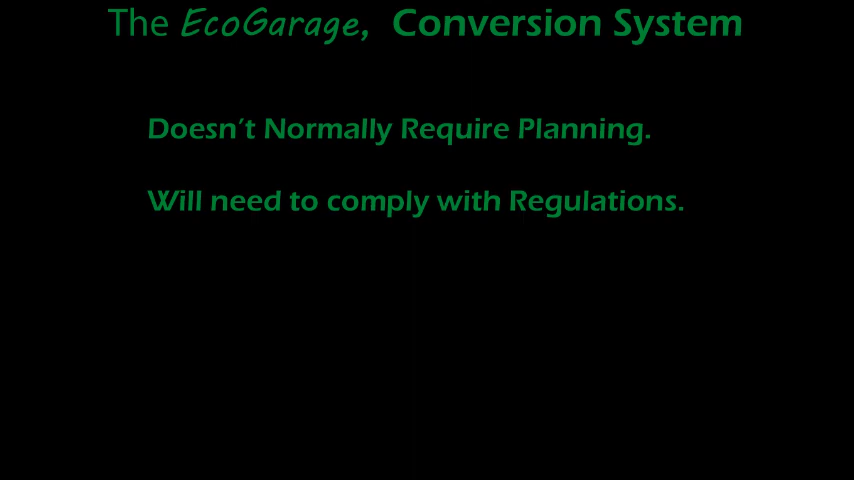 The EcoGarage, Conversion System
Doesn't Normally Require Planning.
Will need to comply with Regulations.